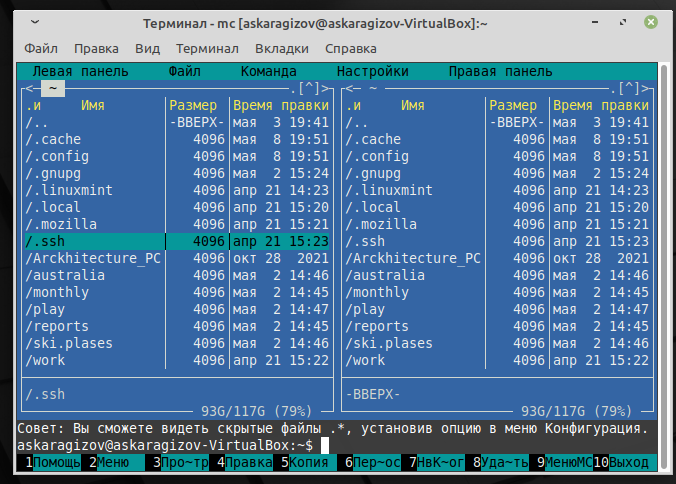 Терминал - mc [askaragizov@askaragizov-VirtualBox]:~
Файл Правка Вид Терминал Вкладки Справка
Левая панель Файл Команда Настройки Правая панель
<─ ~ .[^]> <─ ~ .[^]>
.и Имя Размер Время правки .и Имя Размер Время правки
/.. -ВВЕРХ- мая 3 19:41 /.. -ВВЕРХ- мая 3 19:41
/.cache 4096 мая 8 19:51 /.cache 4096 мая 8 19:51
/.config 4096 мая 8 19:51 /.config 4096 мая 8 19:51
/.gnupg 4096 мая 2 15:24 /.gnupg 4096 мая 2 15:24
/.linuxmint 4096 апр 21 14:23 /.linuxmint 4096 апр 21 14:23
/.local 4096 апр 21 15:20 /.local 4096 апр 21 15:20
/.mozilla 4096 апр 21 15:21 /.mozilla 4096 апр 21 15:21
/.ssh 4096 апр 21 15:23 /.ssh 4096 апр 21 15:23
/Arckhitecture_PC 4096 окт 28 2021 /Arckhitecture_PC 4096 окт 28 2021
/australia 4096 мая 2 14:46 /australia 4096 мая 2 14:46
/monthly 4096 мая 2 14:45 /monthly 4096 мая 2 14:45
/play 4096 мая 2 14:47 /play 4096 мая 2 14:47
/reports 4096 мая 2 14:45 /reports 4096 мая 2 14:45
/ski.plases 4096 мая 2 14:46 /ski.plases 4096 мая 2 14:46
/work 4096 апр 21 15:22 /work 4096 апр 21 15:22
/.ssh -ВВЕРХ-
93G/117G (79%) 93G/117G (79%)
Совет: Вы сможете видеть скрытые файлы .*, установив опцию в меню Конфигурация.
askaragizov@askaragizov-VirtualBox:~$
1Помощь 2Меню 3Про~тр 4Правка 5Копия 6Пер~ос 7НвК~ог 8Уда~ть 9МенюMC 10Выход